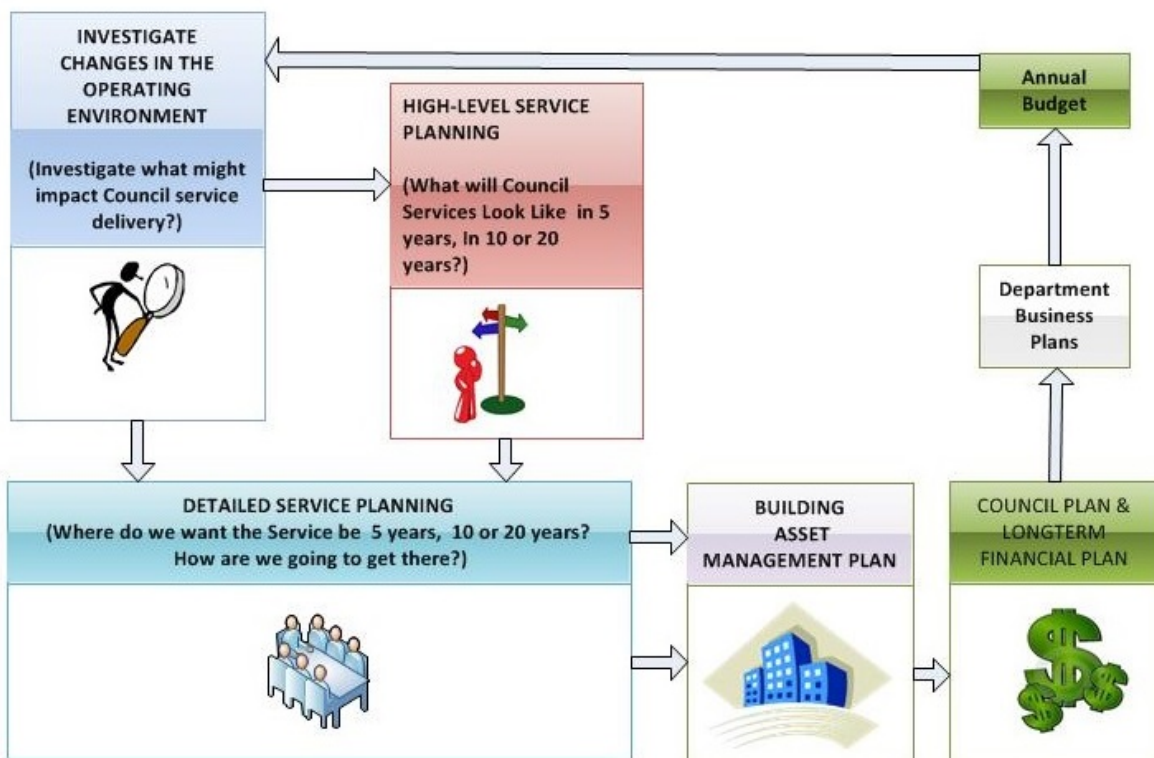 INVESTIGATE
CHANGES IN THE
OPERATING
ENVIRONMENT
(Investigate what might
impact Council service
delivery?)
HIGH-LEVEL SERVICE
PLANNING
(What will Council
Services Look Like in 5
years, In 10 or 20
years?)
Annual
Budget
Department
Business
Plans
DETAILED SERVICE PLANNING
(Where do we want the Service be 5 years, 10 or 20 years?
How are we going to get there?)
BUILDING
ASSET
MANAGEMENT PLAN
COUNCIL PLAN &
LONGTERM
FINANCIAL PLAN